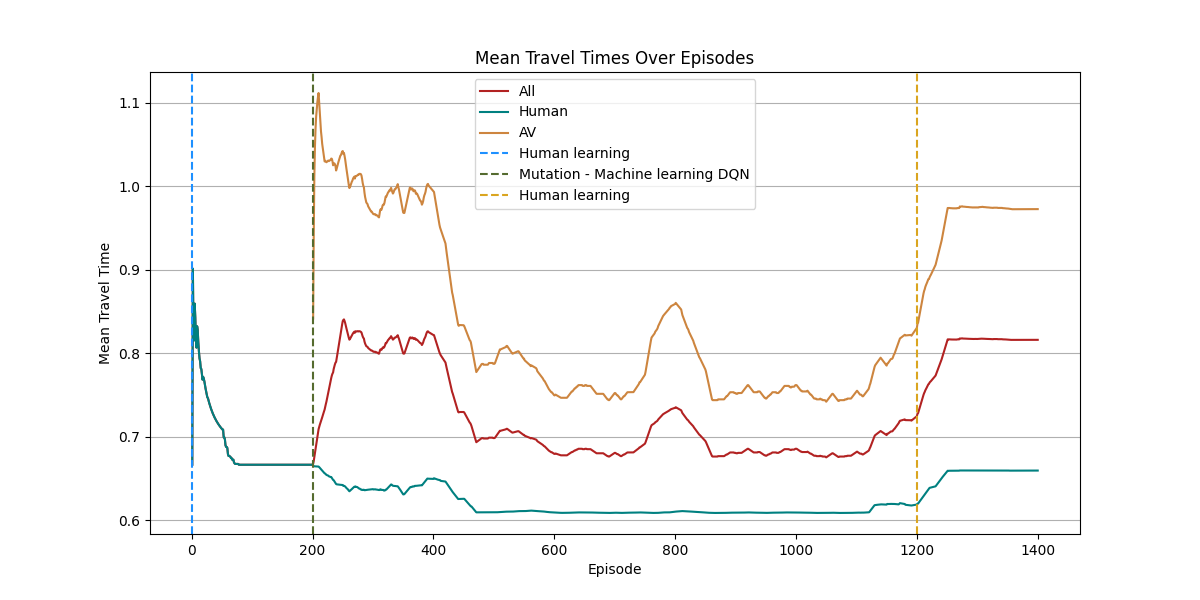 Mean Travel Times Over Episodes
Mean Travel Time
1.1
1.0
0.9
0.8
0.7
0.6
All
Human
AV
Human learning
Mutation - Machine learning DQN
Human learning
0 200 400 600 800 1000 1200 1400
Episode